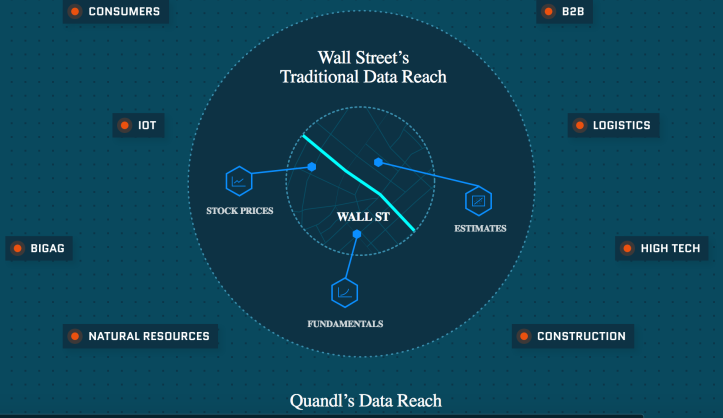 CONSUMERS
B2B
Wall Street’s
Traditional Data Reach
IOT
LOGISTICS
STOCK PRICES
WALL ST
ESTIMATES
BIGAG
HIGH TECH
FUNDAMENTALS
NATURAL RESOURCES
CONSTRUCTION
Quandl’s Data Reach